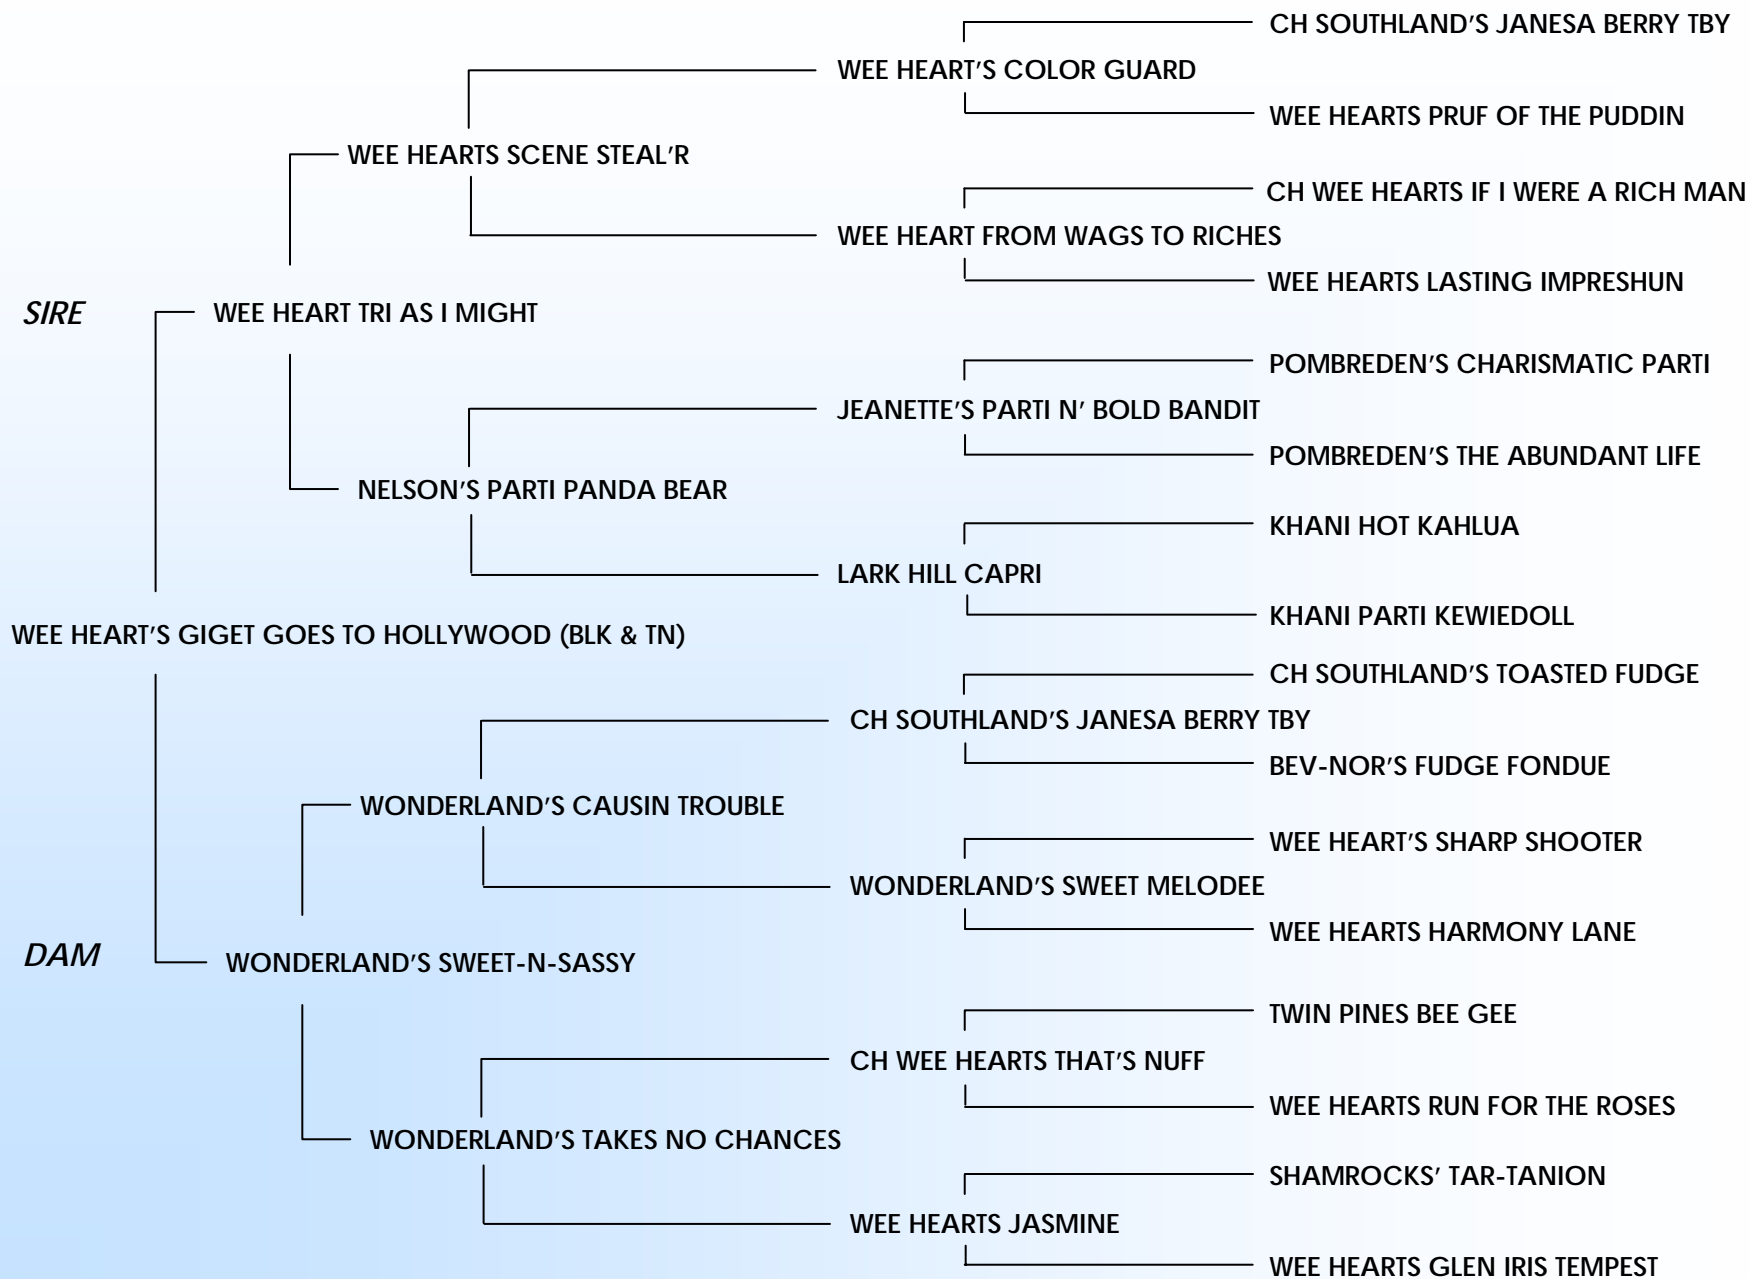 CH SOUTHLAND'S JANESA BERRY TBY
WEE HEART'S COLOR GUARD
WEE HEARTS PRUF OF THE PUDDIN
WEE HEARTS SCENE STEAL'R
CH WEE HEARTS IF I WERE A RICH MAN
WEE HEART FROM WAGS TO RICHES
WEE HEARTS LASTING IMPRESHUN
SIRE
WEE HEART TRI AS I MIGHT
POMBREDEN'S CHARISMATIC PARTI
JEANETTE'S PARTI N' BOLD BANDIT
POMBREDEN'S THE ABUNDANT LIFE
NELSON'S PARTI PANDA BEAR
KHANI HOT KAHLUA
LARK HILL CAPRI
KHANI PARTI KEWIEDOLL
WEE HEART'S GIGET GOES TO HOLLYWOOD (BLK & TN)
CH SOUTHLAND'S TOASTED FUDGE
CH SOUTHLAND'S JANESA BERRY TBY
BEV-NOR'S FUDGE FONDUE
WONDERLAND'S CAUSIN TROUBLE
WEE HEART'S SHARP SHOOTER
WONDERLAND'S SWEET MELODEE
WEE HEARTS HARMONY LANE
DAM
WONDERLAND'S SWEET-N-SASSY
TWIN PINES BEE GEE
CH WEE HEARTS THAT'S NUFF
WEE HEARTS RUN FOR THE ROSES
WONDERLAND'S TAKES NO CHANCES
SHAMROCKS' TAR-TANION
WEE HEARTS JASMINE
WEE HEARTS GLEN IRIS TEMPEST